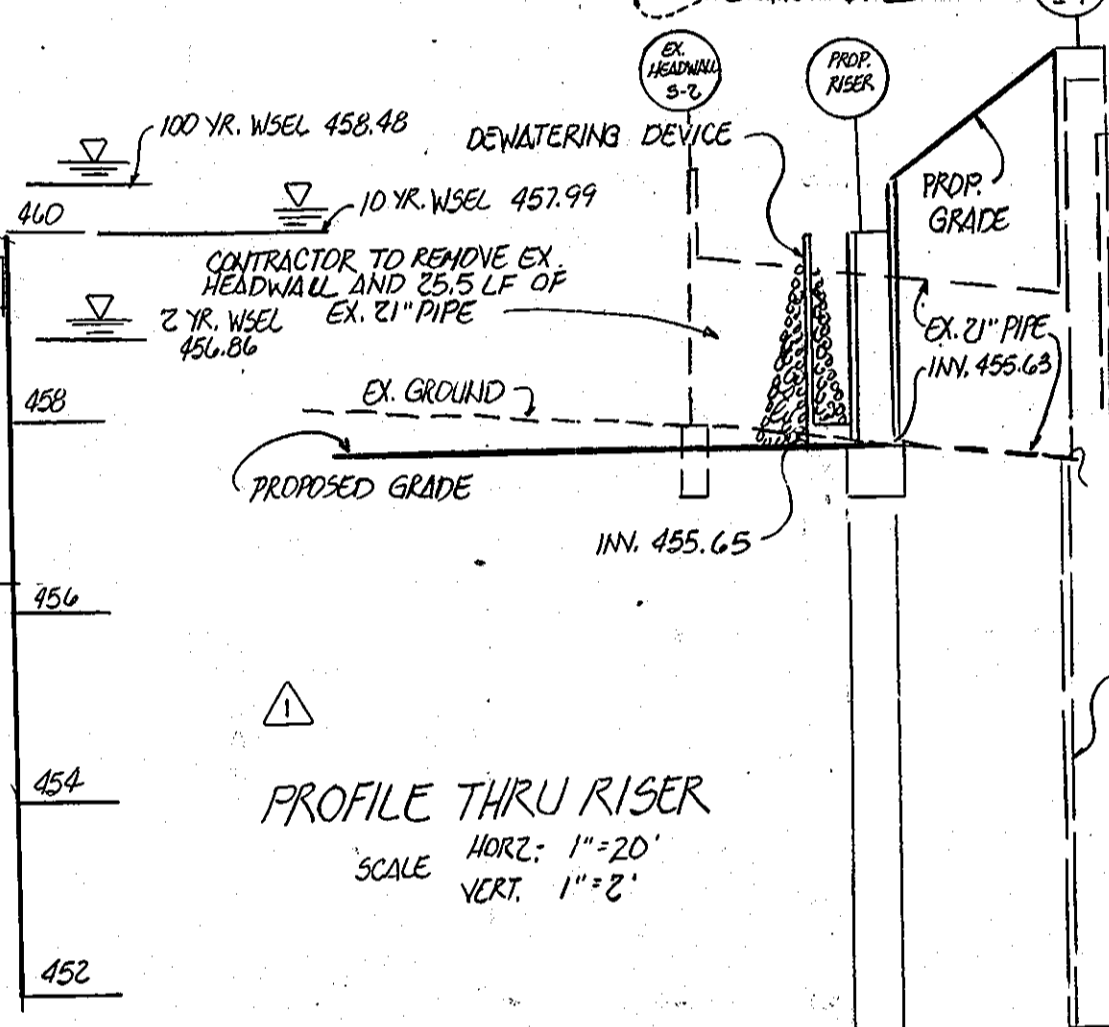 EX.
HEADWALL
S-2
PROP.
RISER
100 YR. WSEL 458.48
DEWATERING DEVICE
460
10 YR. WSEL 457.99
PROP.
GRADE
CONTRACTOR TO REMOVE EX.
HEADWALL AND 25.5 LF OF
EX. 21" PIPE
2 YR. WSEL
456.86
EX. 21" PIPE
INV. 455.63
458
EX. GROUND
PROPOSED GRADE
INV. 455.65
456
1
454
PROFILE THRU RISER
SCALE HORZ: 1"=20'
VERT. 1"=2'
452